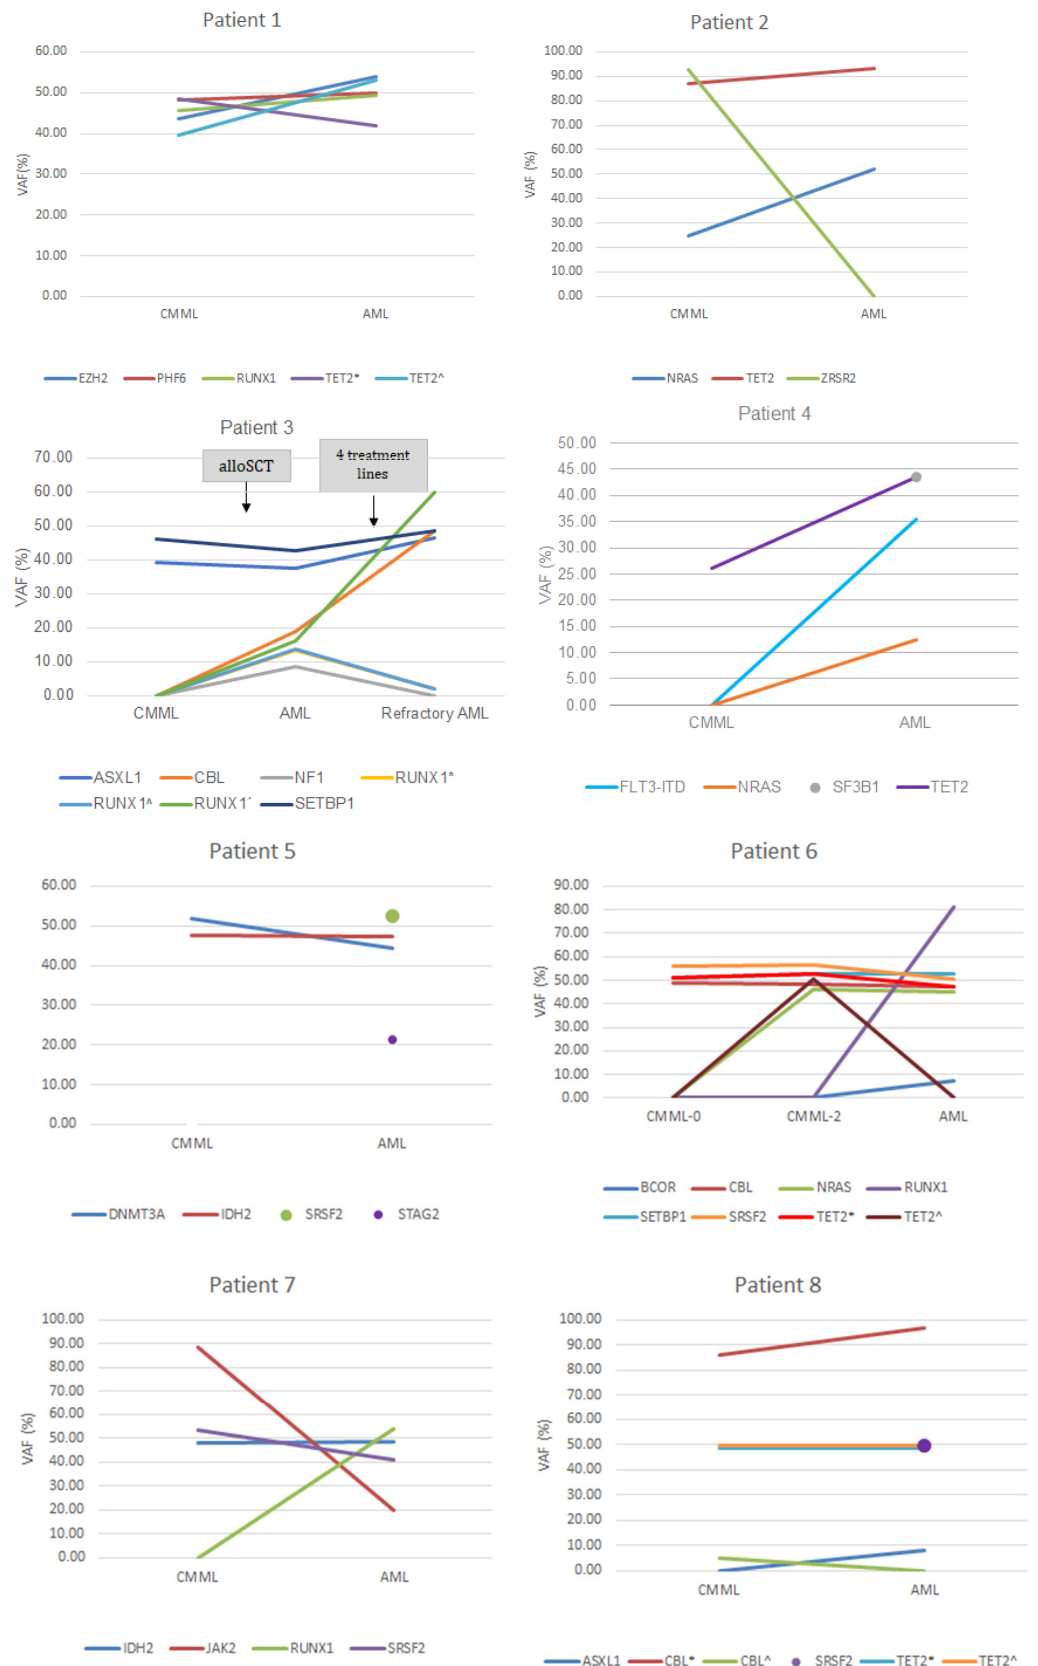 Patient 1
60.00
50.00
40.00
30.00
20.00
10.00
0.00
VAF(%)
CMML AML
EZH2 PHF6 RUNX1 TET2* TET2^
Patient 2
100.00
90.00
80.00
70.00
60.00
50.00
40.00
30.00
20.00
10.00
0.00
VAF (%)
CMML AML
NRAS TET2 ZRSR2
Patient 3
alloSCT
4 treatment
lines
70.00
60.00
50.00
40.00
30.00
20.00
10.00
0.00
VAF (%)
CMML AML Refractory AML
ASXL1 CBL NF1 RUNX1*
RUNX1^ RUNX1´ SETBP1
Patient 4
50.00
45.00
40.00
35.00
30.00
25.00
20.00
15.00
10.00
5.00
0.00
VAF (%)
CMML AML
FLT3-ITD NRAS SF3B1 TET2
Patient 5
60.00
50.00
40.00
30.00
20.00
10.00
0.00
VAF (%)
CMML AML
DNMT3A IDH2 SRSF2 STAG2
Patient 6
90.00
80.00
70.00
60.00
50.00
40.00
30.00
20.00
10.00
0.00
VAF (%)
CMML-0 CMML-2 AML
BCOR CBL NRAS RUNX1
SETBP1 SRSF2 TET2* TET2^
Patient 7
100.00
90.00
80.00
70.00
60.00
50.00
40.00
30.00
20.00
10.00
0.00
VAF (%)
CMML AML
IDH2 JAK2 RUNX1 SRSF2
Patient 8
100.00
90.00
80.00
70.00
60.00
50.00
40.00
30.00
20.00
10.00
0.00
VAF (%)
CMML AML
ASXL1 CBL* CBL^ SRSF2 TET2* TET2^